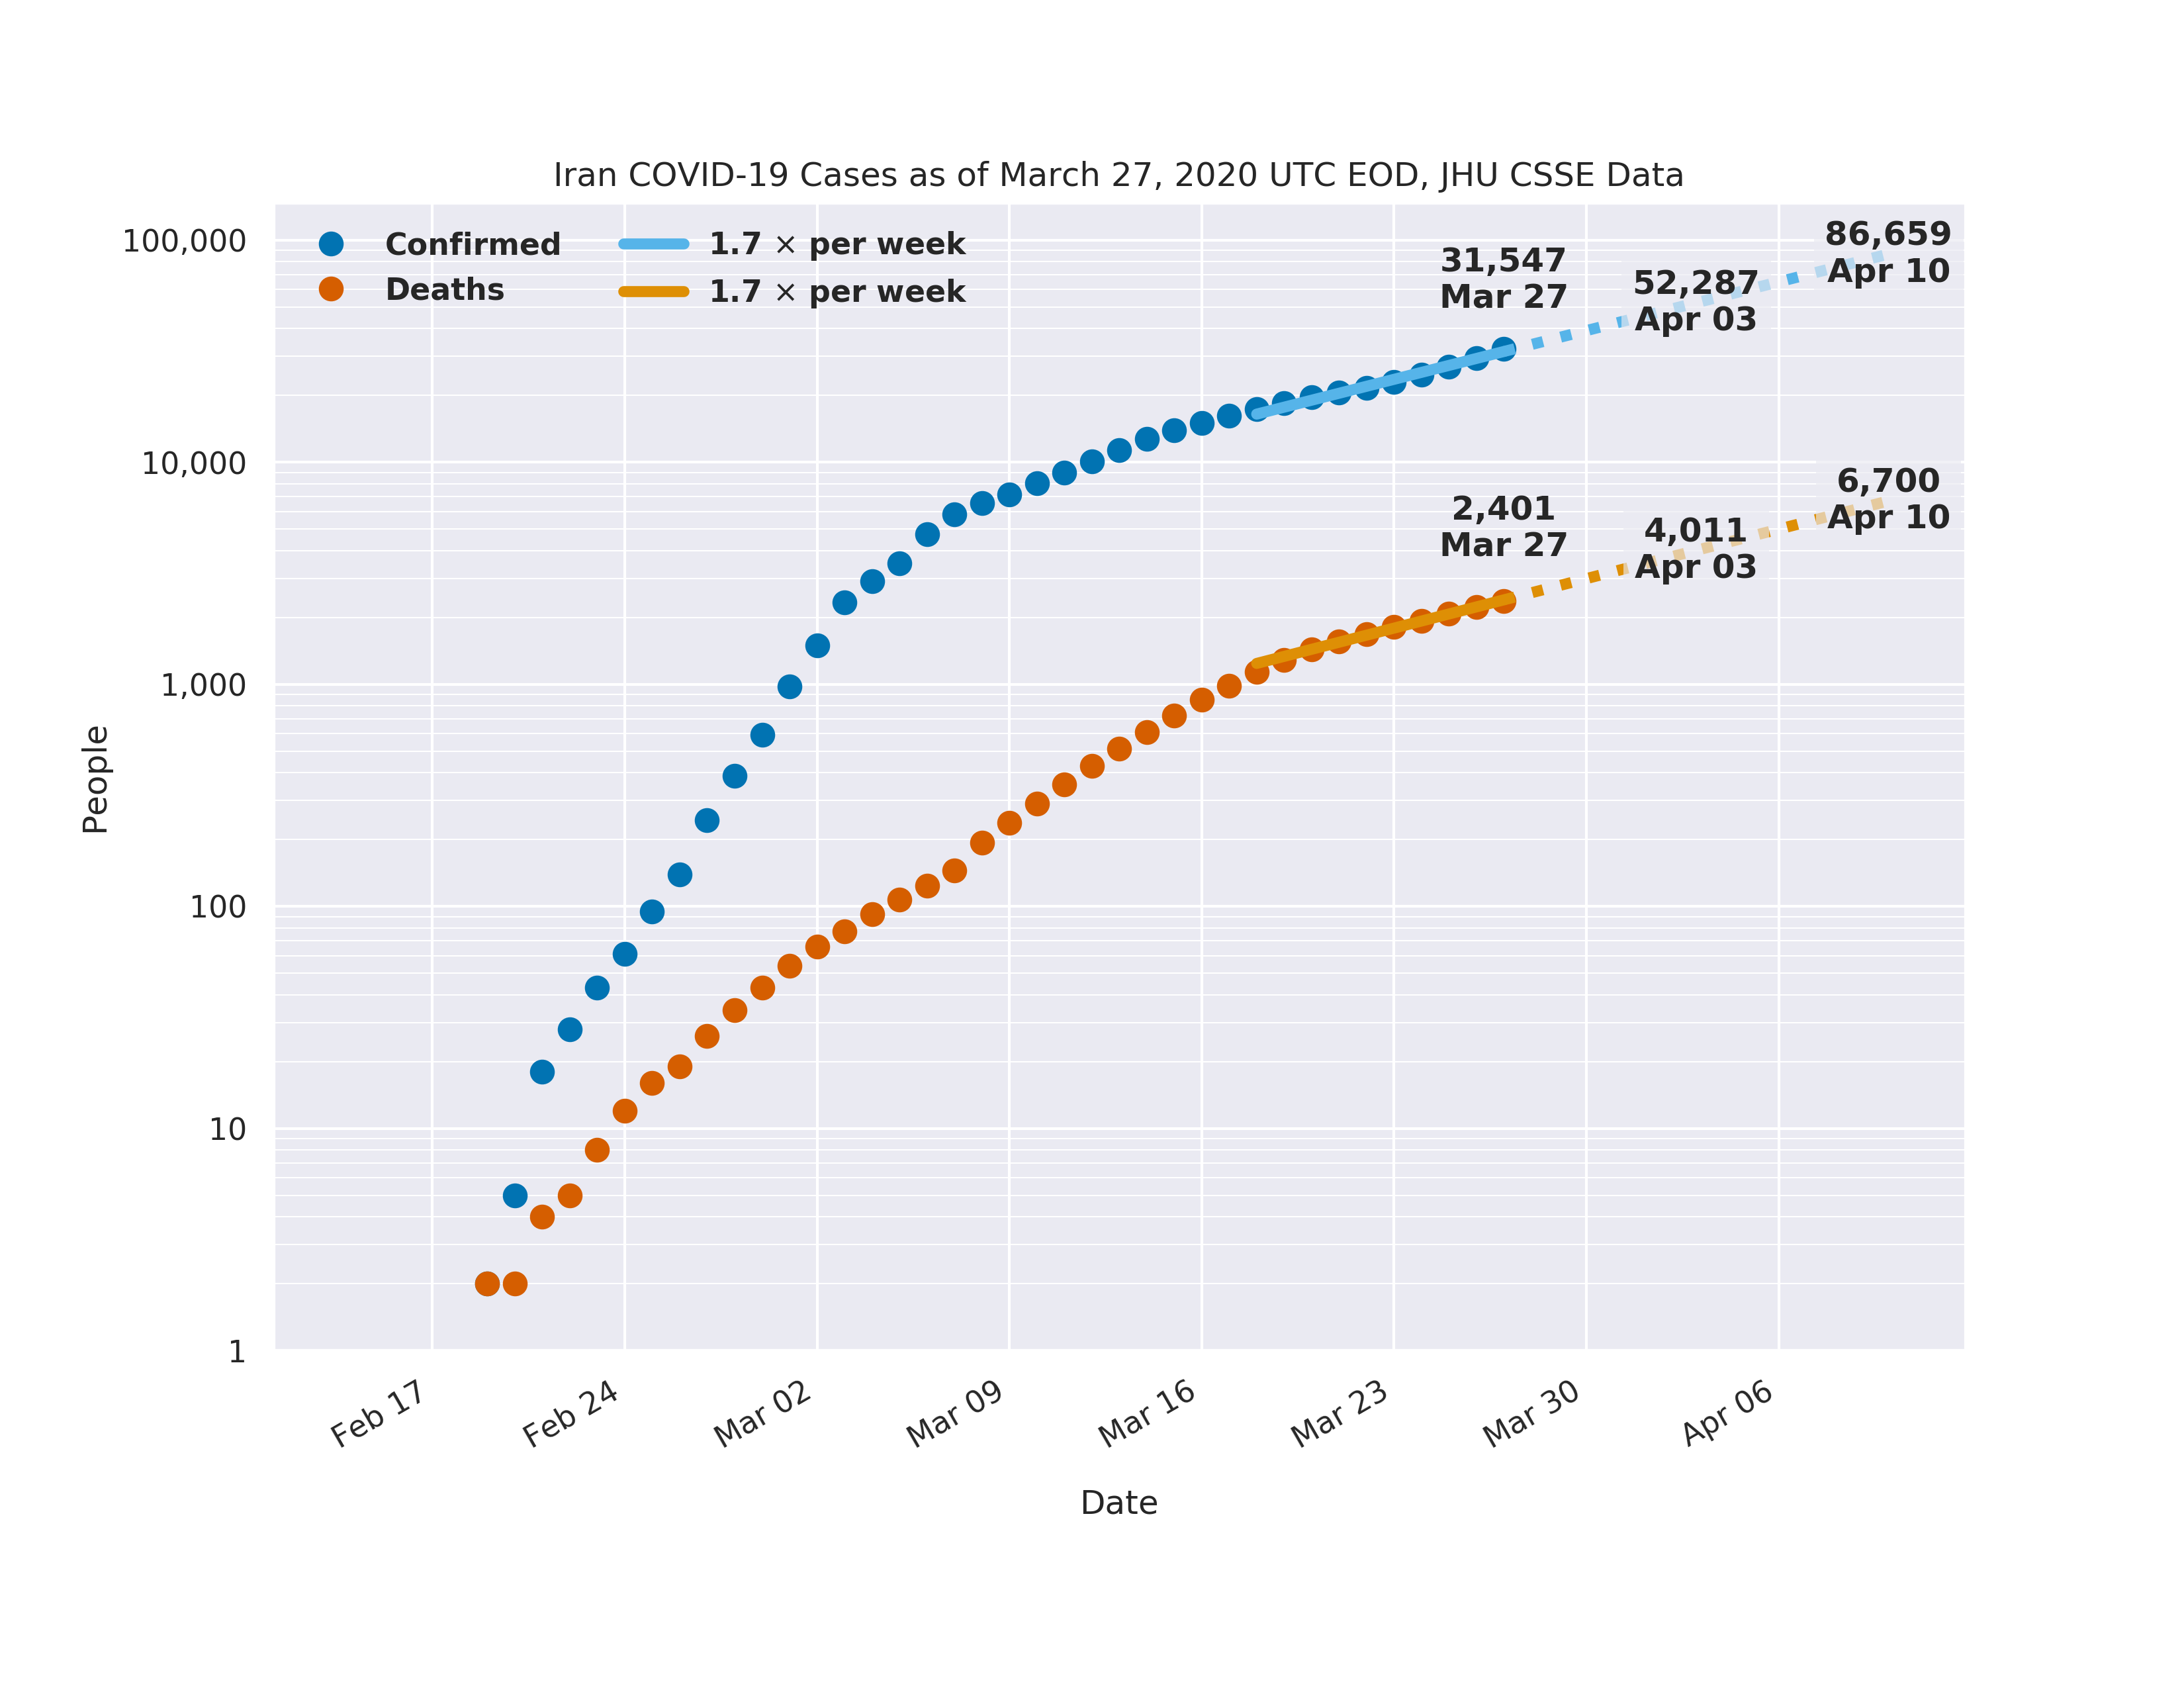 Iran COVID-19 Cases as of March 27, 2020 UTC EOD, JHU CSSE Data
Confirmed
Deaths
1.7 × per week
1.7 × per week
31,547
Mar 27
52,287
Apr 03
86,659
Apr 10
2,401
Mar 27
4,011
Apr 03
6,700
Apr 10
People
100,000
10,000
1,000
100
10
1
Feb 17
Feb 24
Mar 02
Mar 09
Mar 16
Mar 23
Mar 30
Apr 06
Date